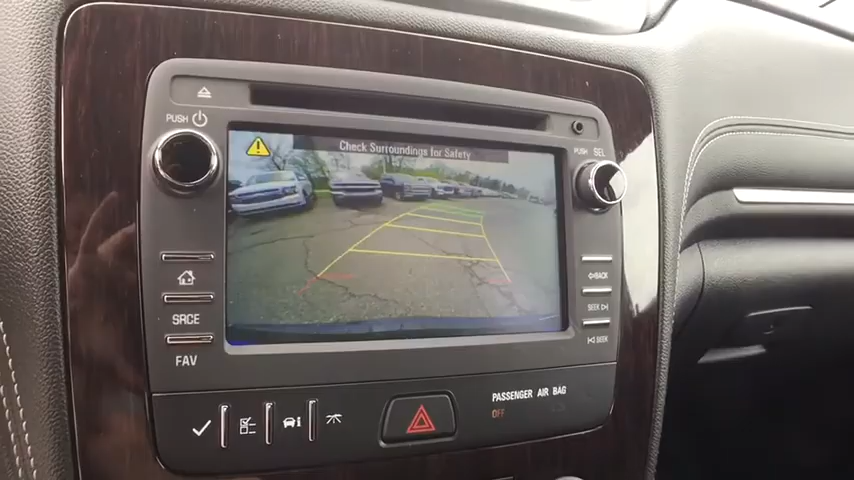 PUSH
Check Surroundings for Safety
PUSH SEL
BACK
SRCE
SEEK
SEEK
FAV
PASSENGER AIR BAG
OFF